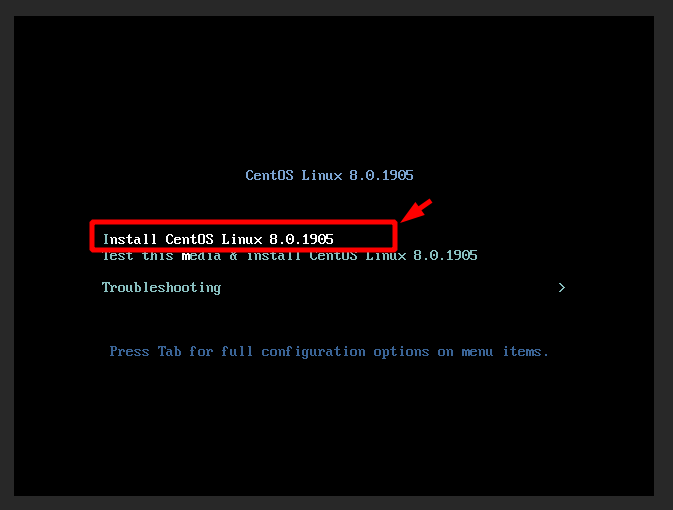 CentOS Linux 8.0.1905
Install CentOS Linux 8.0.1905
Test this media & install CentOS Linux 8.0.1905
Troubleshooting >
Press Tab for full configuration options on menu items.